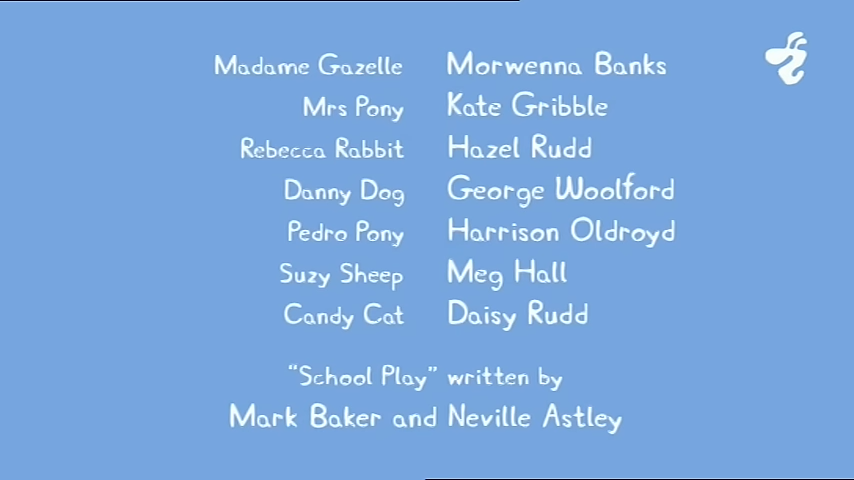 Madame Gazelle Morwenna Banks
Mrs Pony Kate Gribble
Rebecca Rabbit Hazel Rudd
Danny Dog George Woolford
Pedro Pony Harrison Oldroyd
Suzy Sheep Meg Hall
Candy Cat Daisy Rudd
“School Play” written by
Mark Baker and Neville Astley